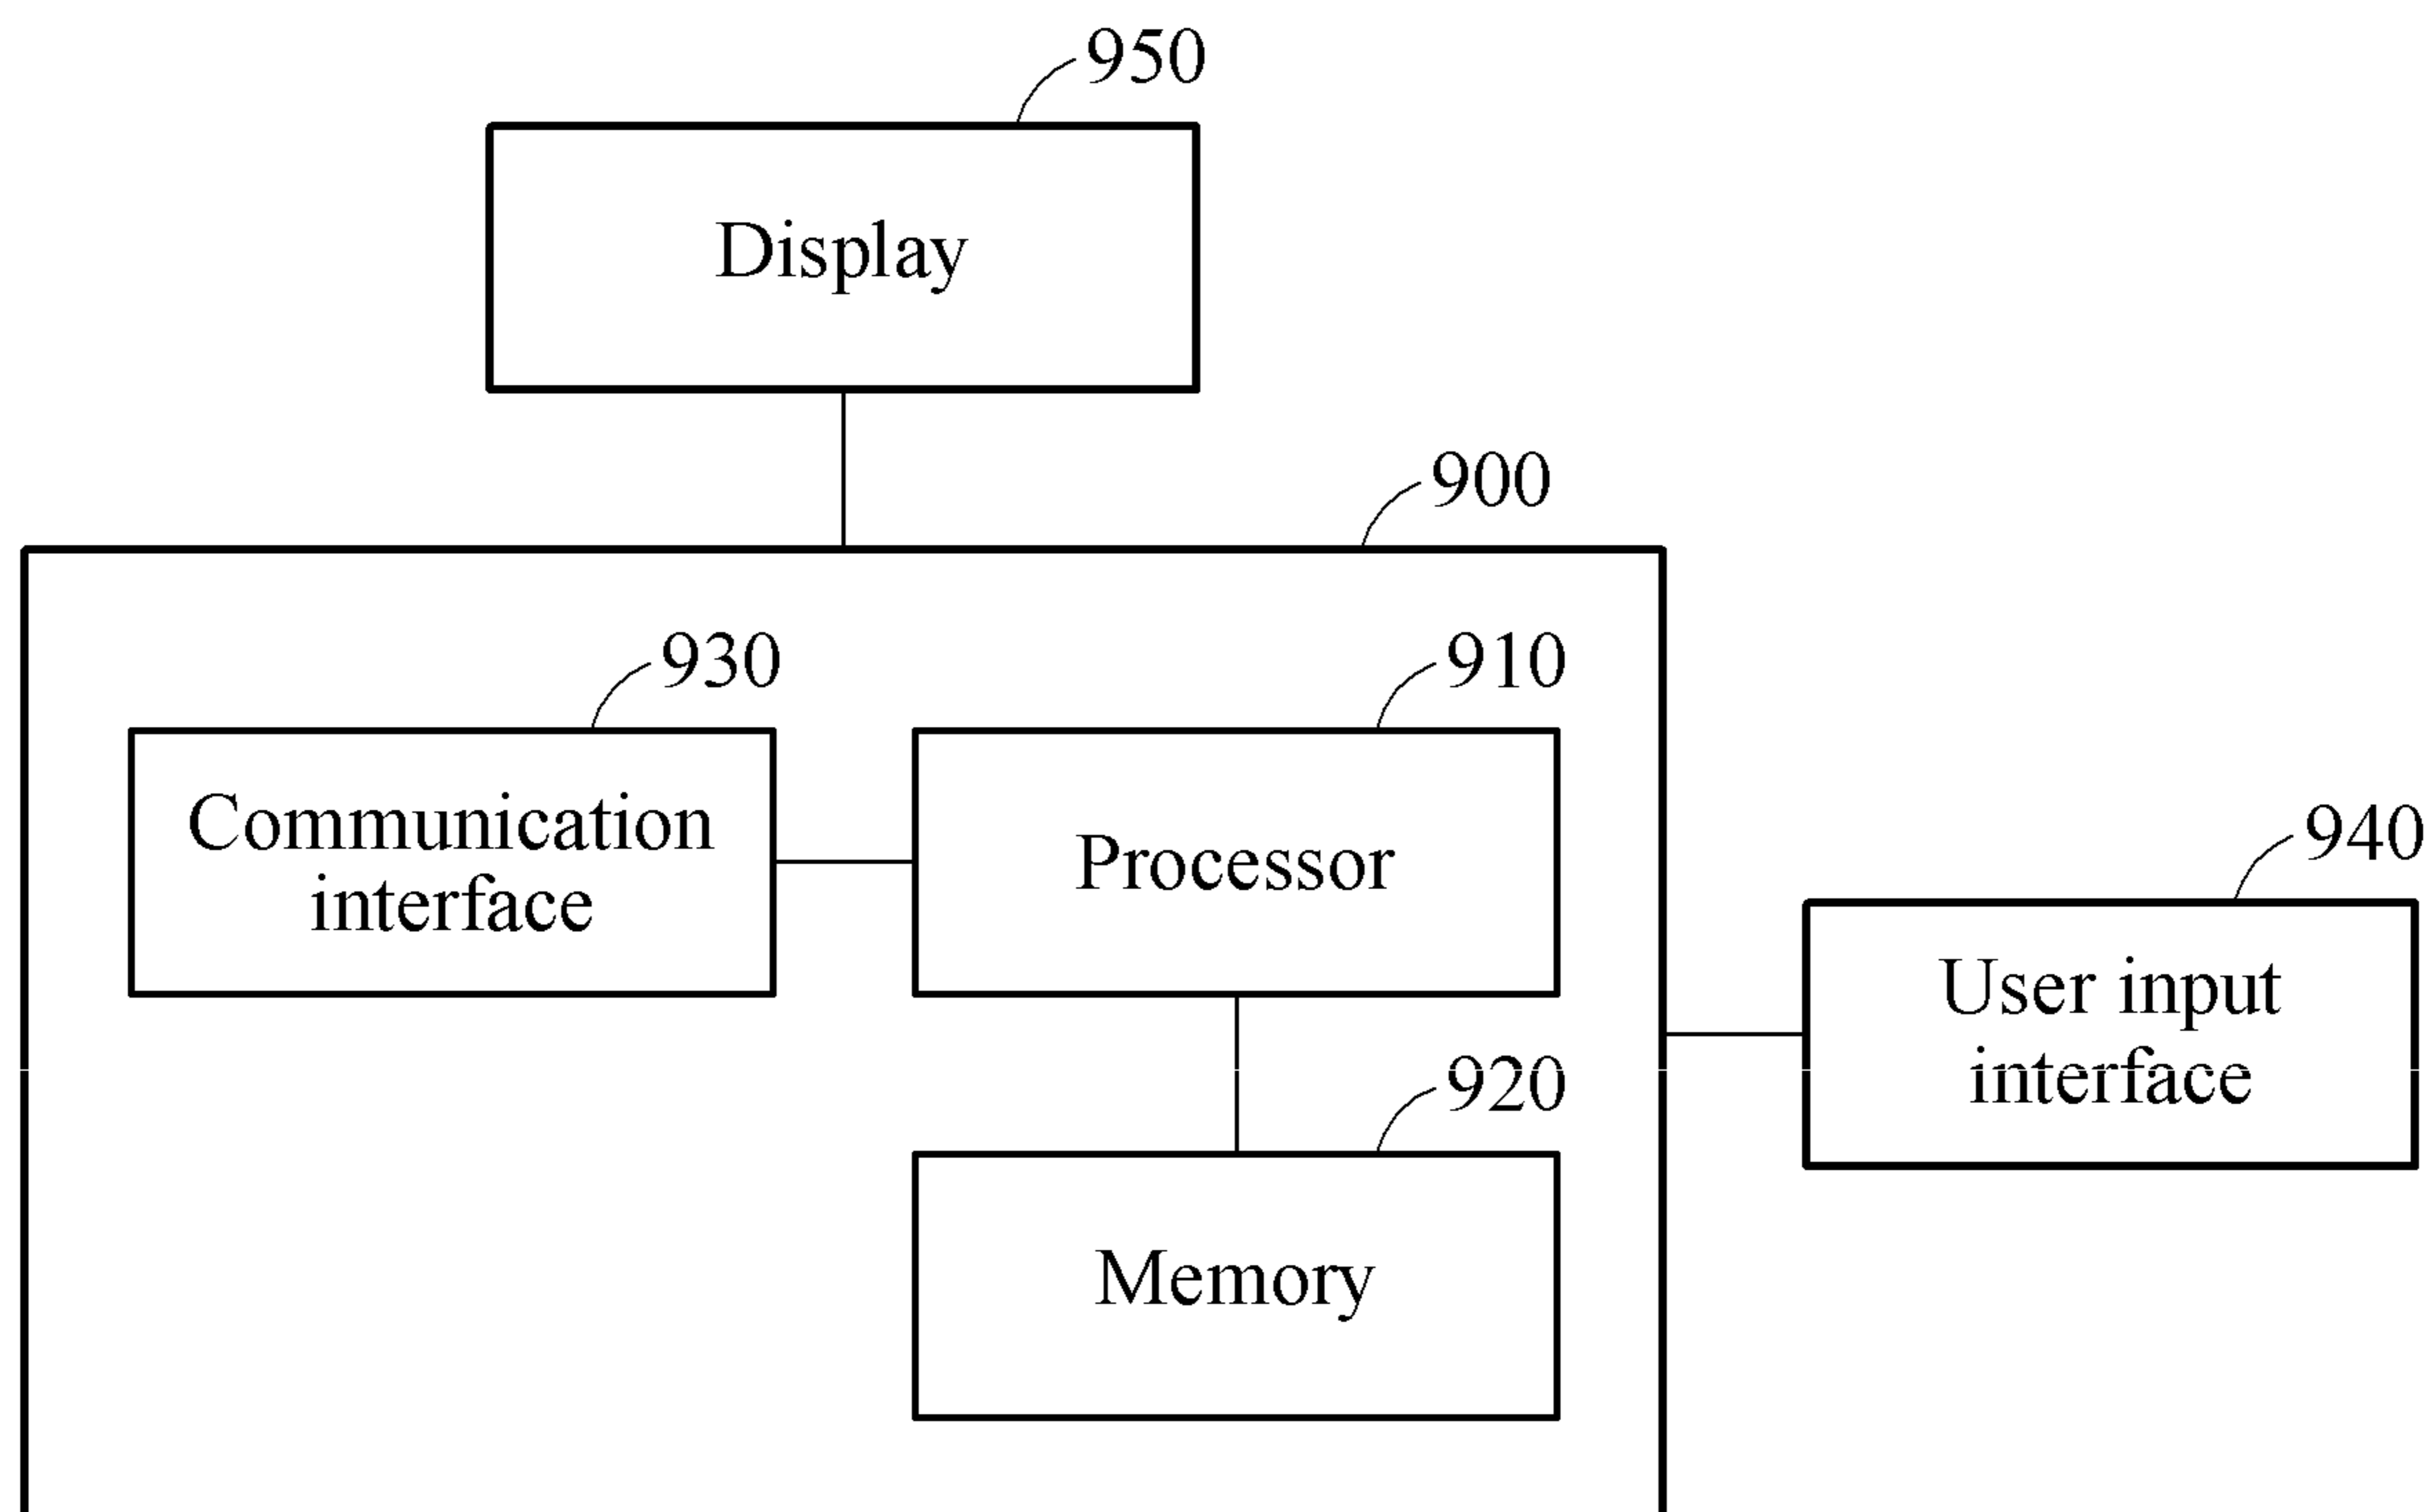 950
Display
900
930
910
Communication
interface
Processor
940
User input
interface
920
Memory